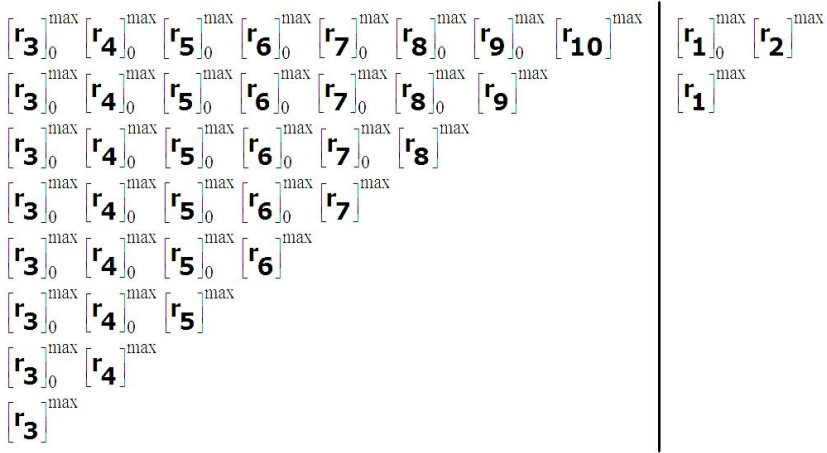 [r₃]₀ᵐᵃˣ [r₄]₀ᵐᵃˣ [r₅]₀ᵐᵃˣ [r₆]₀ᵐᵃˣ [r₇]₀ᵐᵃˣ [r₈]₀ᵐᵃˣ [r₉]₀ᵐᵃˣ [r₁₀]ᵐᵃˣ | [r₁]₀ᵐᵃˣ [r₂]ᵐᵃˣ
[r₃]₀ᵐᵃˣ [r₄]₀ᵐᵃˣ [r₅]₀ᵐᵃˣ [r₆]₀ᵐᵃˣ [r₇]₀ᵐᵃˣ [r₈]₀ᵐᵃˣ [r₉]ᵐᵃˣ | [r₁]ᵐᵃˣ
[r₃]₀ᵐᵃˣ [r₄]₀ᵐᵃˣ [r₅]₀ᵐᵃˣ [r₆]₀ᵐᵃˣ [r₇]₀ᵐᵃˣ [r₈]ᵐᵃˣ
[r₃]₀ᵐᵃˣ [r₄]₀ᵐᵃˣ [r₅]₀ᵐᵃˣ [r₆]₀ᵐᵃˣ [r₇]ᵐᵃˣ
[r₃]₀ᵐᵃˣ [r₄]₀ᵐᵃˣ [r₅]₀ᵐᵃˣ [r₆]ᵐᵃˣ
[r₃]₀ᵐᵃˣ [r₄]₀ᵐᵃˣ [r₅]ᵐᵃˣ
[r₃]₀ᵐᵃˣ [r₄]ᵐᵃˣ
[r₃]ᵐᵃˣ